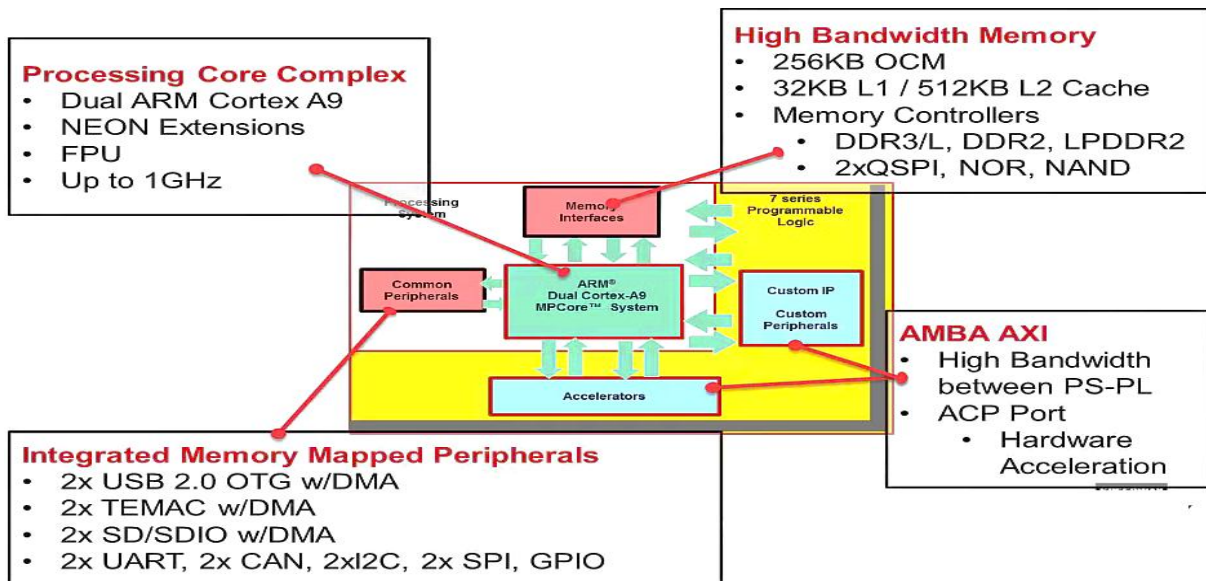 High Bandwidth Memory
• 256KB OCM
• 32KB L1 / 512KB L2 Cache
• Memory Controllers
• DDR3/L, DDR2, LPDDR2
• 2xQSPI, NOR, NAND
Processing Core Complex
• Dual ARM Cortex A9
• NEON Extensions
• FPU
• Up to 1GHz
Processing
System
Memory
Interfaces
7 series
Programmable
Logic
Common
Peripherals
ARM®
Dual Cortex-A9
MPCore™ System
Custom IP
Custom
Peripherals
Accelerators
AMBA AXI
• High Bandwidth
between PS-PL
• ACP Port
• Hardware
Acceleration
Integrated Memory Mapped Peripherals
• 2x USB 2.0 OTG w/DMA
• 2x TEMAC w/DMA
• 2x SD/SDIO w/DMA
• 2x UART, 2x CAN, 2xI2C, 2x SPI, GPIO